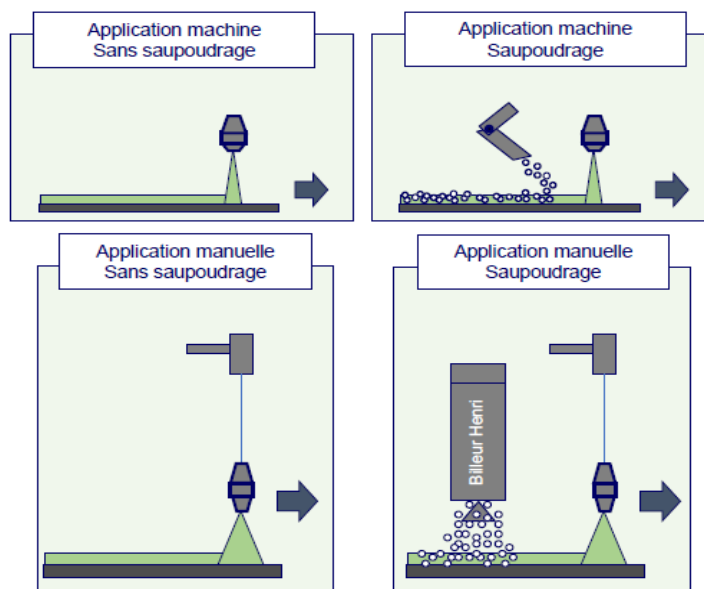 Application machine
Sans saupoudrage
Application machine
Saupoudrage
Application manuelle
Sans saupoudrage
Application manuelle
Saupoudrage
Billeur Henri